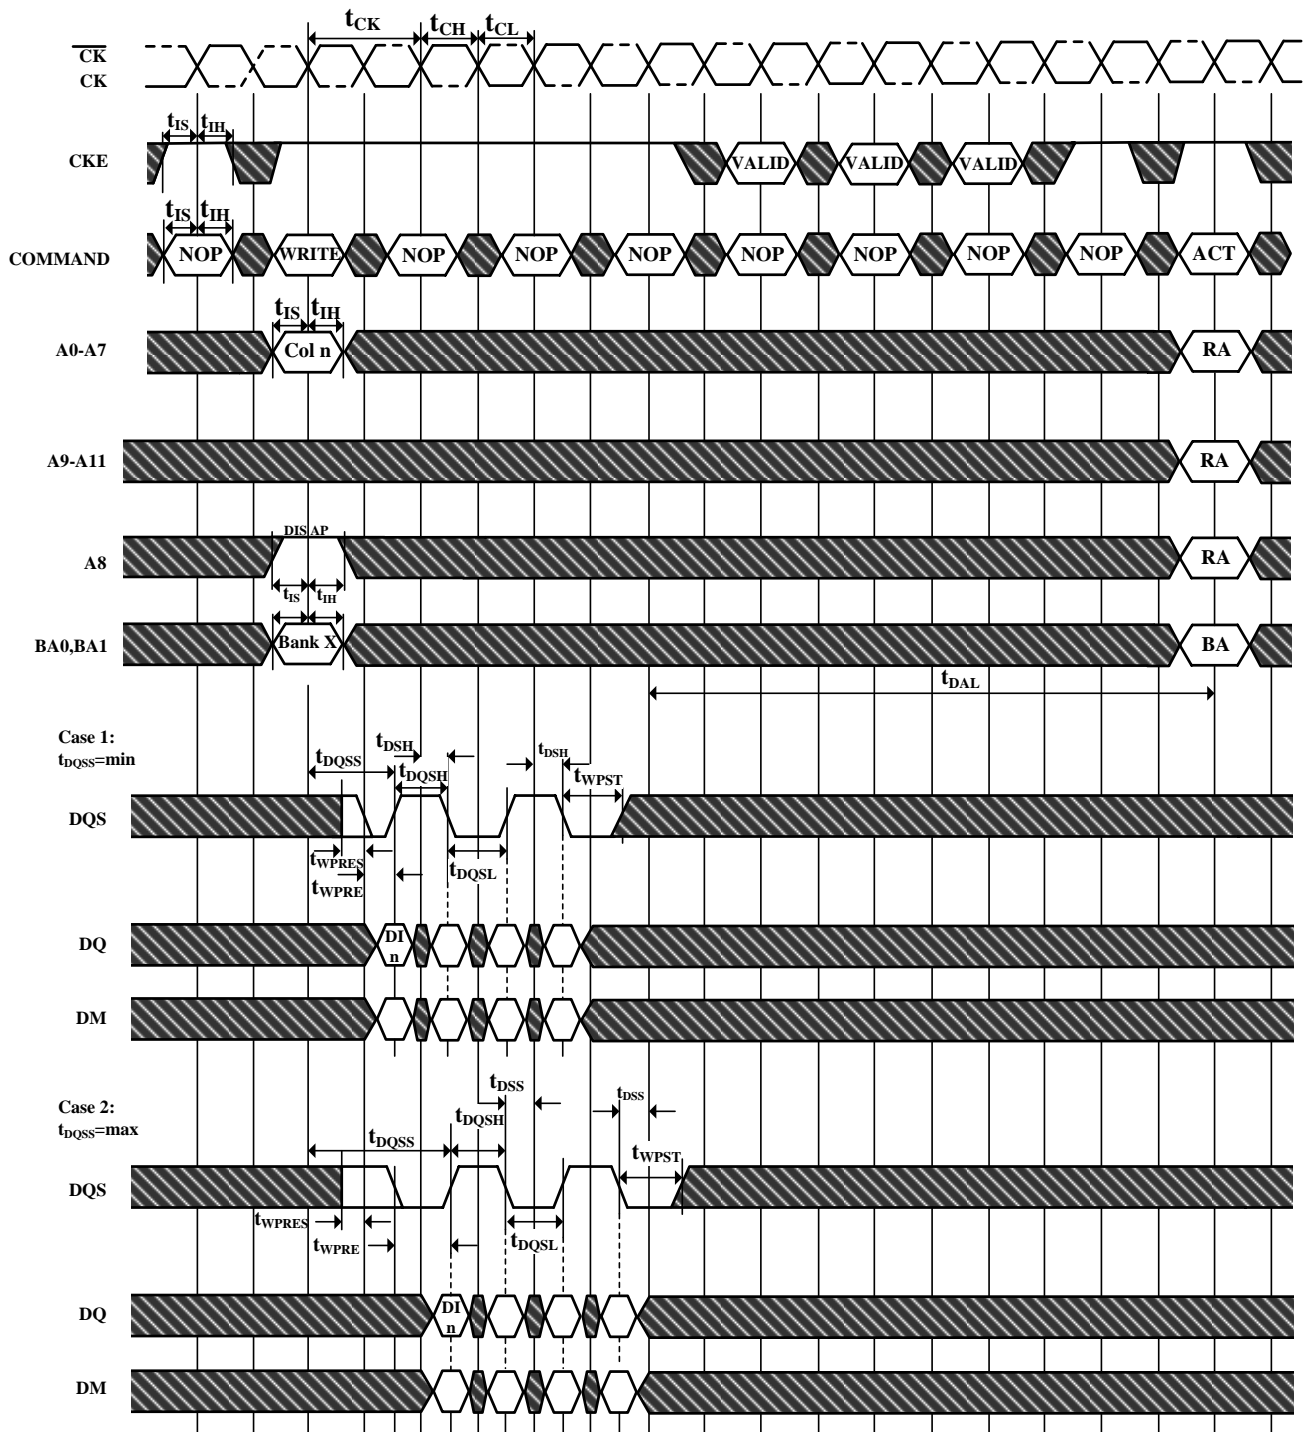 tCK tCH tCL
CK
CK
tIS tIH
CKE VALID VALID VALID
tIS tIH
COMMAND NOP WRITE NOP NOP NOP NOP NOP NOP NOP ACT
tIS tIH
A0-A7 Col n RA
A9-A11 RA
DIS AP
A8 RA
tIS tIH
BA0,BA1 Bank X BA
tDAL
Case 1:
tDQSS=min
tDSH tDSH
tDQSS
tDQSH tWPST
DQS
tWPRES
tDQSL
tWPRE
DQ DI
n
DM
tDSS tDSS
Case 2:
tDQSS=max
tDQSH
tDQSS
tWPST
DQS
tWPRES
tWPRE tDQSL
DQ DI
n
DM